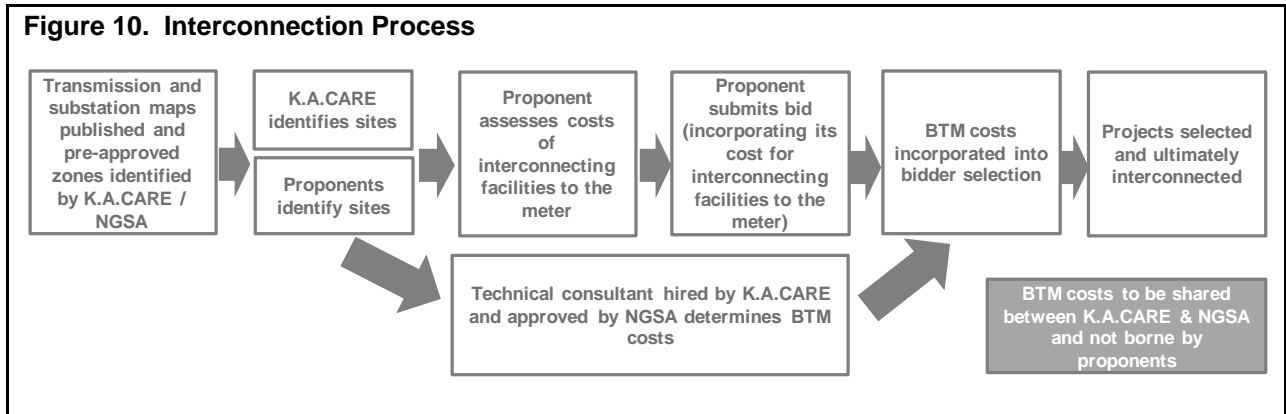 Figure 10.  Interconnection Process
Transmission and
substation maps
published and
pre-approved
zones identified
by K.A.CARE /
NGSA
K.A.CARE
identifies sites
Proponents
identify sites
Proponent
assesses costs
of
interconnecting
facilities to the
meter
Proponent
submits bid
(incorporating its
cost for
interconnecting
facilities to the
meter)
BTM costs
incorporated into
bidder selection
Projects selected
and ultimately
interconnected
Technical consultant hired by K.A.CARE
and approved by NGSA determines BTM
costs
BTM costs to be shared
between K.A.CARE & NGSA
and not borne by
proponents